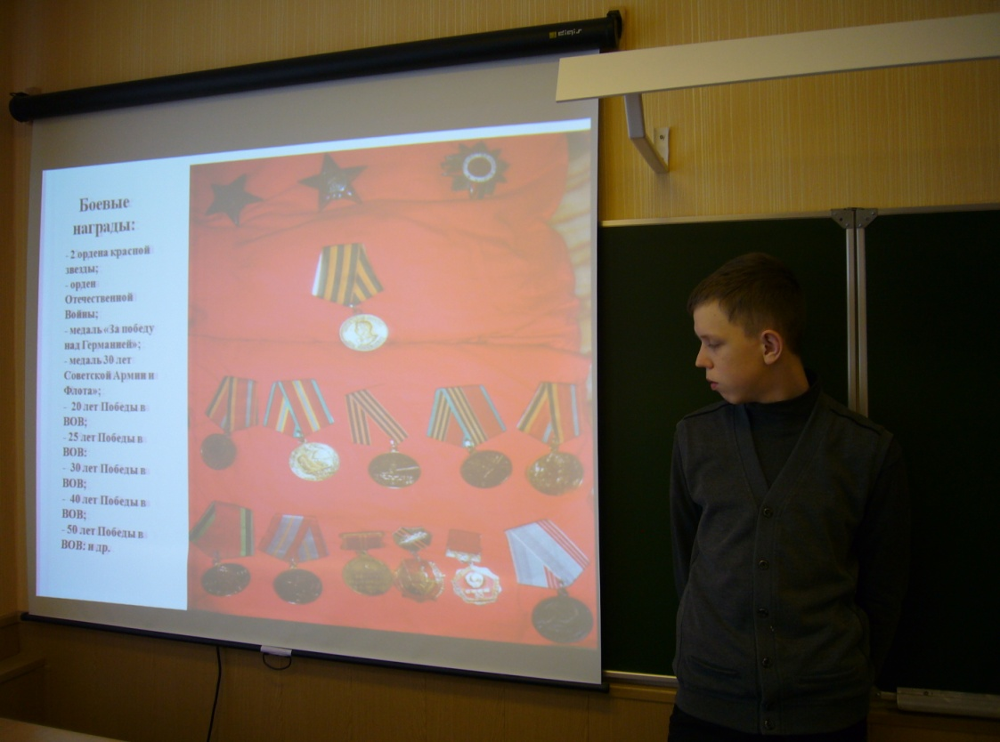 Боевые
награды:
- 2 ордена красной
звезды;
- орден
Отечественной
Войны;
- медаль «За победу
над Германией»;
- медаль 30 лет
Советской Армии и
Флота»;
- 20 лет Победы в
ВОВ;
- 25 лет Победы в
ВОВ:
- 30 лет Победы в
ВОВ;
- 40 лет Победы в
ВОВ;
- 50 лет Победы в
ВОВ: и др.